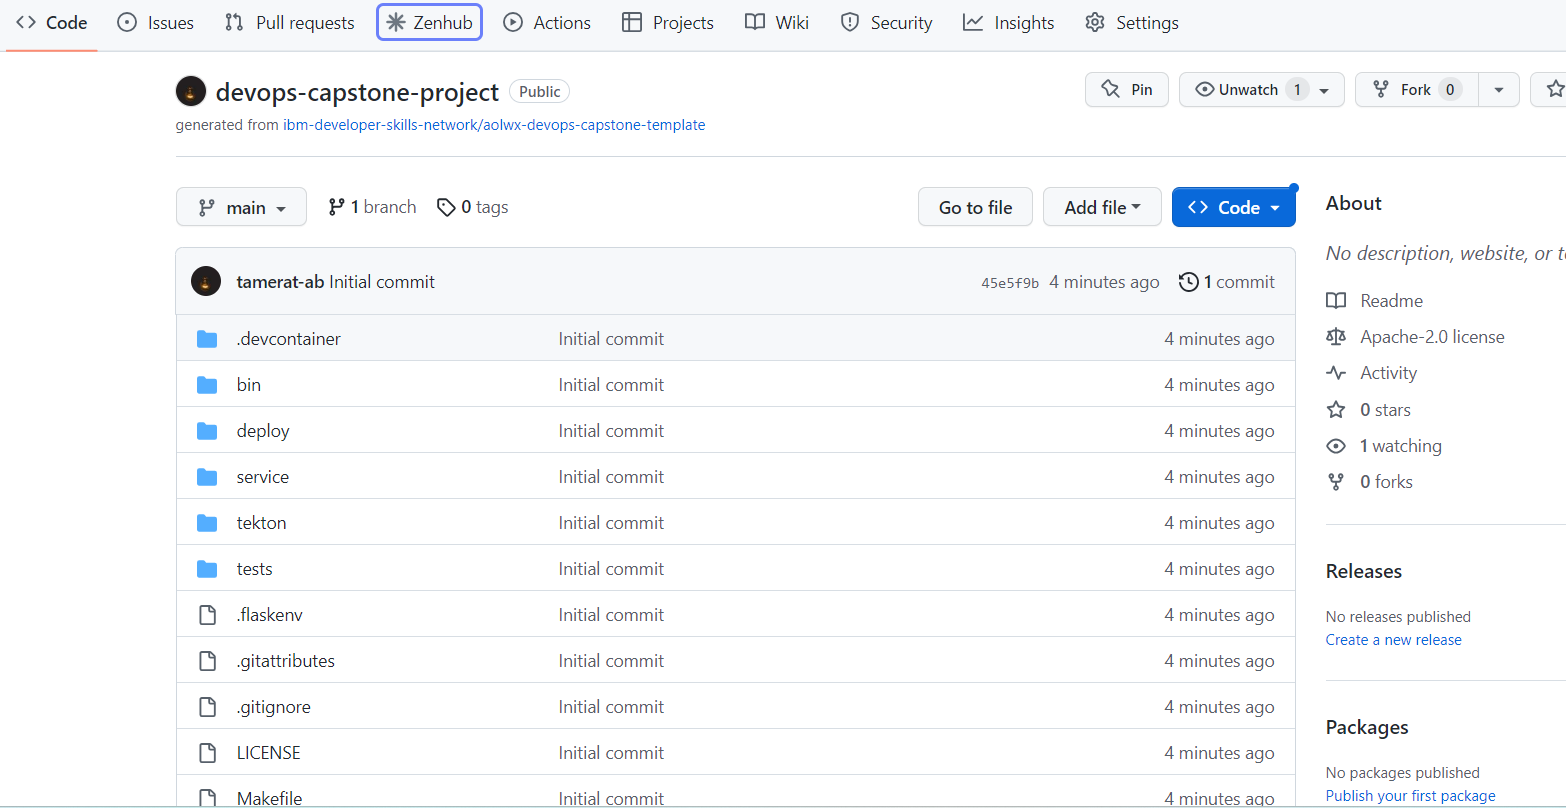 Code Issues Pull requests Zenhub Actions Projects Wiki Security Insights Settings
devops-capstone-project Public Pin Unwatch 1 Fork 0
generated from ibm-developer-skills-network/aolwx-devops-capstone-template
main 1 branch 0 tags Go to file Add file Code
tamerat-ab Initial commit 45e5f9b 4 minutes ago 1 commit
.devcontainer Initial commit 4 minutes ago
bin Initial commit 4 minutes ago
deploy Initial commit 4 minutes ago
service Initial commit 4 minutes ago
tekton Initial commit 4 minutes ago
tests Initial commit 4 minutes ago
.flaskenv Initial commit 4 minutes ago
.gitattributes Initial commit 4 minutes ago
.gitignore Initial commit 4 minutes ago
LICENSE Initial commit 4 minutes ago
Makefile Initial commit 4 minutes ago
About
No description, website, or
Readme
Apache-2.0 license
Activity
0 stars
1 watching
0 forks
Releases
No releases published
Create a new release
Packages
No packages published
Publish your first package